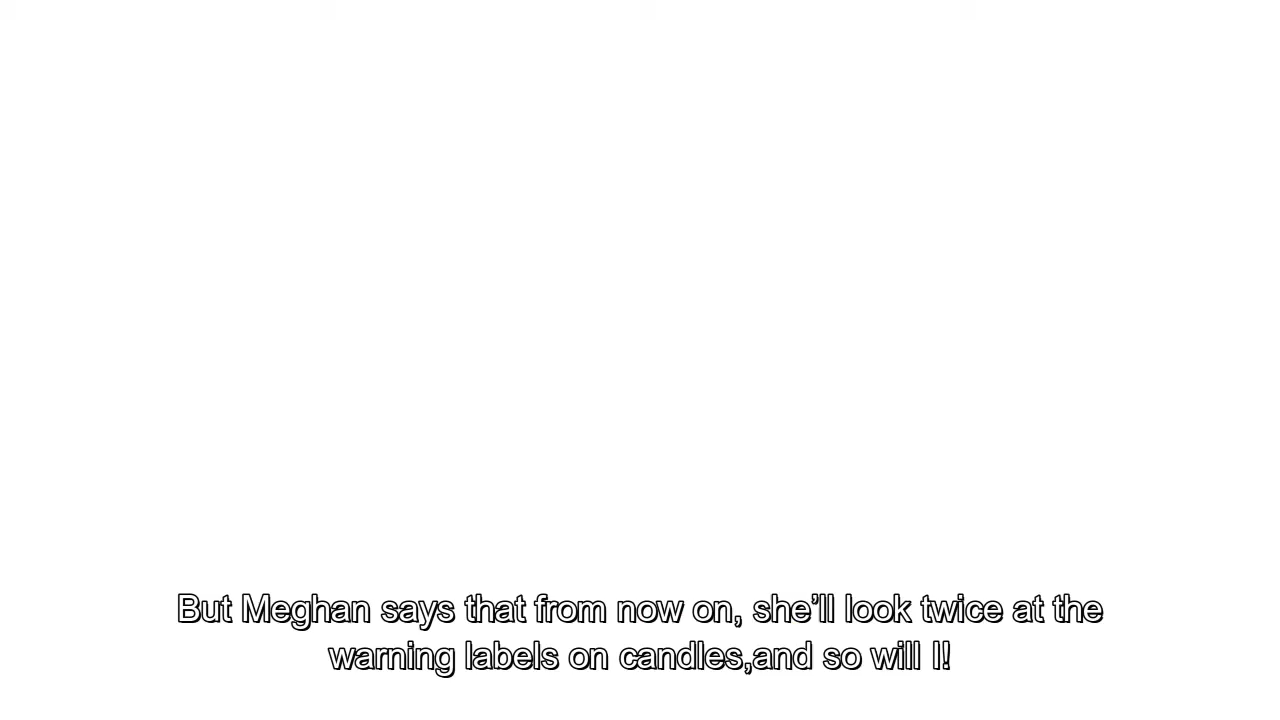 But Meghan says that from now on, she’ll look twice at the
warning labels on candles,and so will I!